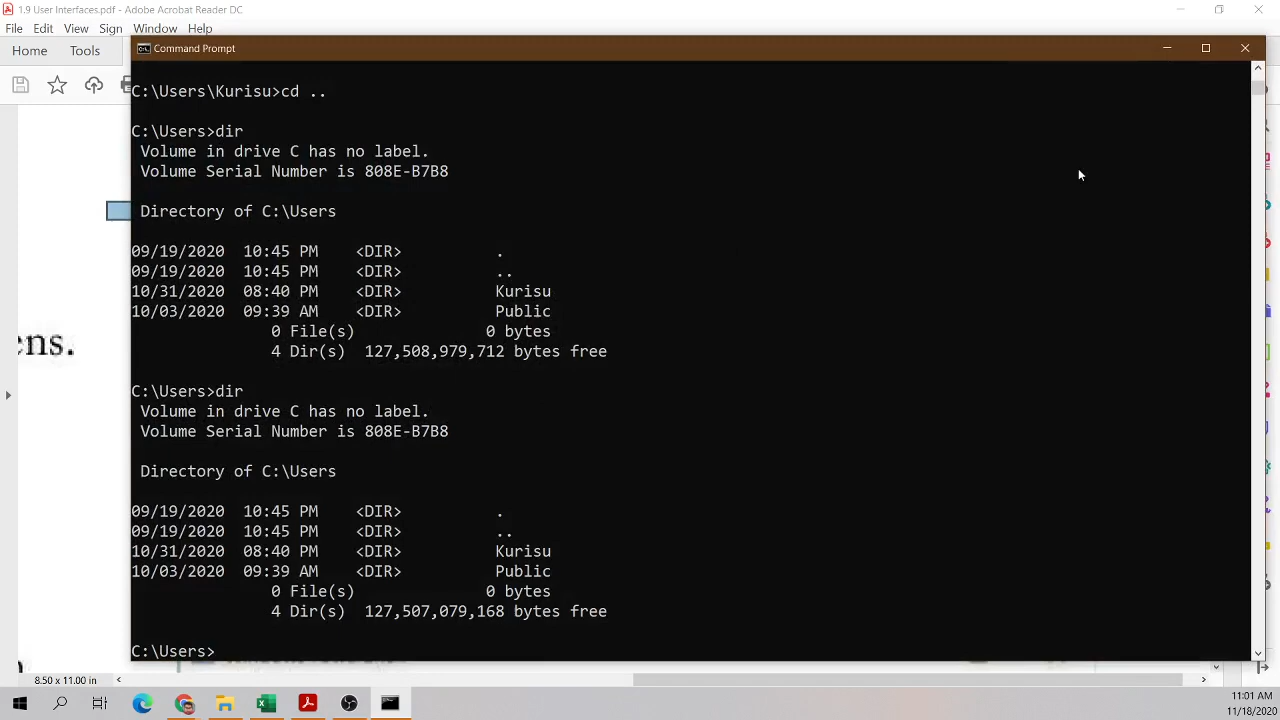 1.9 User Interfaces.pdf - Adobe Acrobat Reader DC
File Edit View Sign Window Help
Home Tools
Command Prompt
C:\Users\Kurisu>cd ..
C:\Users>dir
Volume in drive C has no label.
Volume Serial Number is 808E-B7B8
Directory of C:\Users
09/19/2020 10:45 PM <DIR> .
09/19/2020 10:45 PM <DIR> ..
10/31/2020 08:40 PM <DIR> Kurisu
10/03/2020 09:39 AM <DIR> Public
0 File(s) 0 bytes
4 Dir(s) 127,508,979,712 bytes free
ens.
C:\Users>dir
Volume in drive C has no label.
Volume Serial Number is 808E-B7B8
Directory of C:\Users
09/19/2020 10:45 PM <DIR> .
09/19/2020 10:45 PM <DIR> ..
10/31/2020 08:40 PM <DIR> Kurisu
10/03/2020 09:39 AM <DIR> Public
0 File(s) 0 bytes
4 Dir(s) 127,507,079,168 bytes free
C:\Users>
8.50 x 11.00 in
11:01 AM
11/18/2020